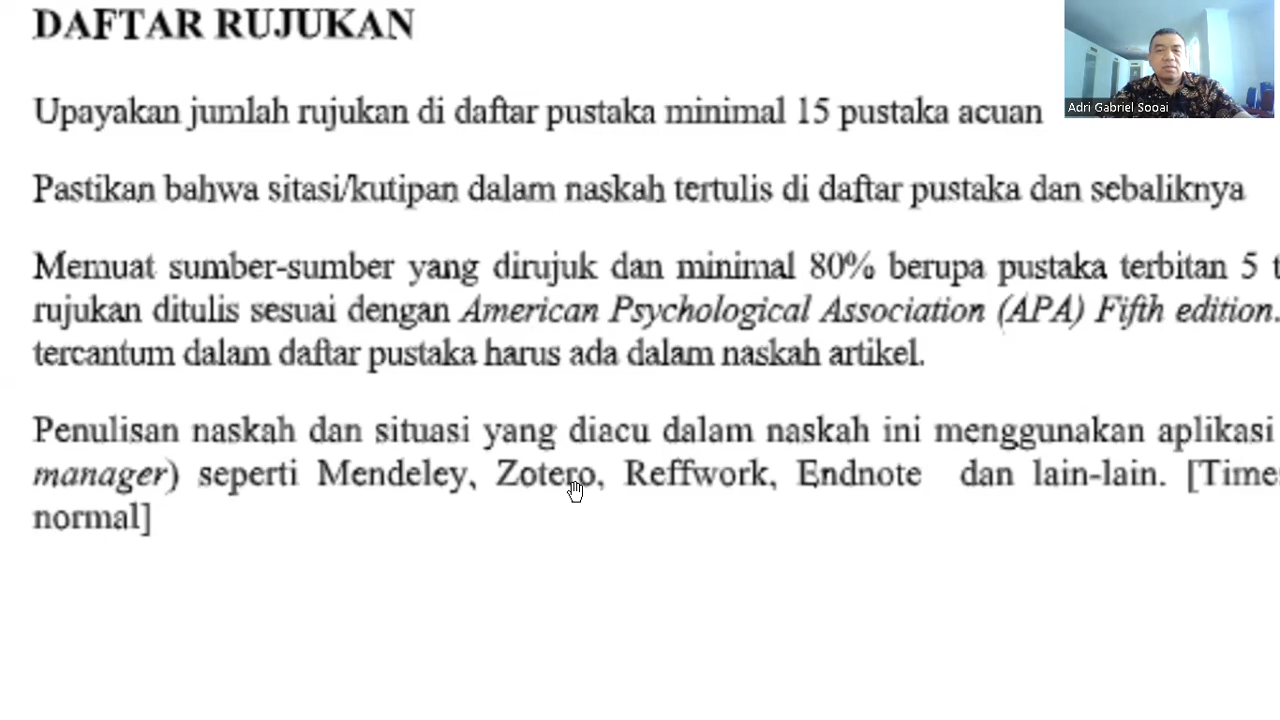 DAFTAR RUJUKAN
Adri Gabriel Sooai
Upayakan jumlah rujukan di daftar pustaka minimal 15 pustaka acuan
Pastikan bahwa sitasi/kutipan dalam naskah tertulis di daftar pustaka dan sebaliknya
Memuat sumber-sumber yang dirujuk dan minimal 80% berupa pustaka terbitan 5
rujukan ditulis sesuai dengan American Psychological Association (APA) Fifth edition.
tercantum dalam daftar pustaka harus ada dalam naskah artikel.
Penulisan naskah dan situasi yang diacu dalam naskah ini menggunakan aplikasi
manager) seperti Mendeley, Zotero, Reffwork, Endnote dan lain-lain. [Time
normal]